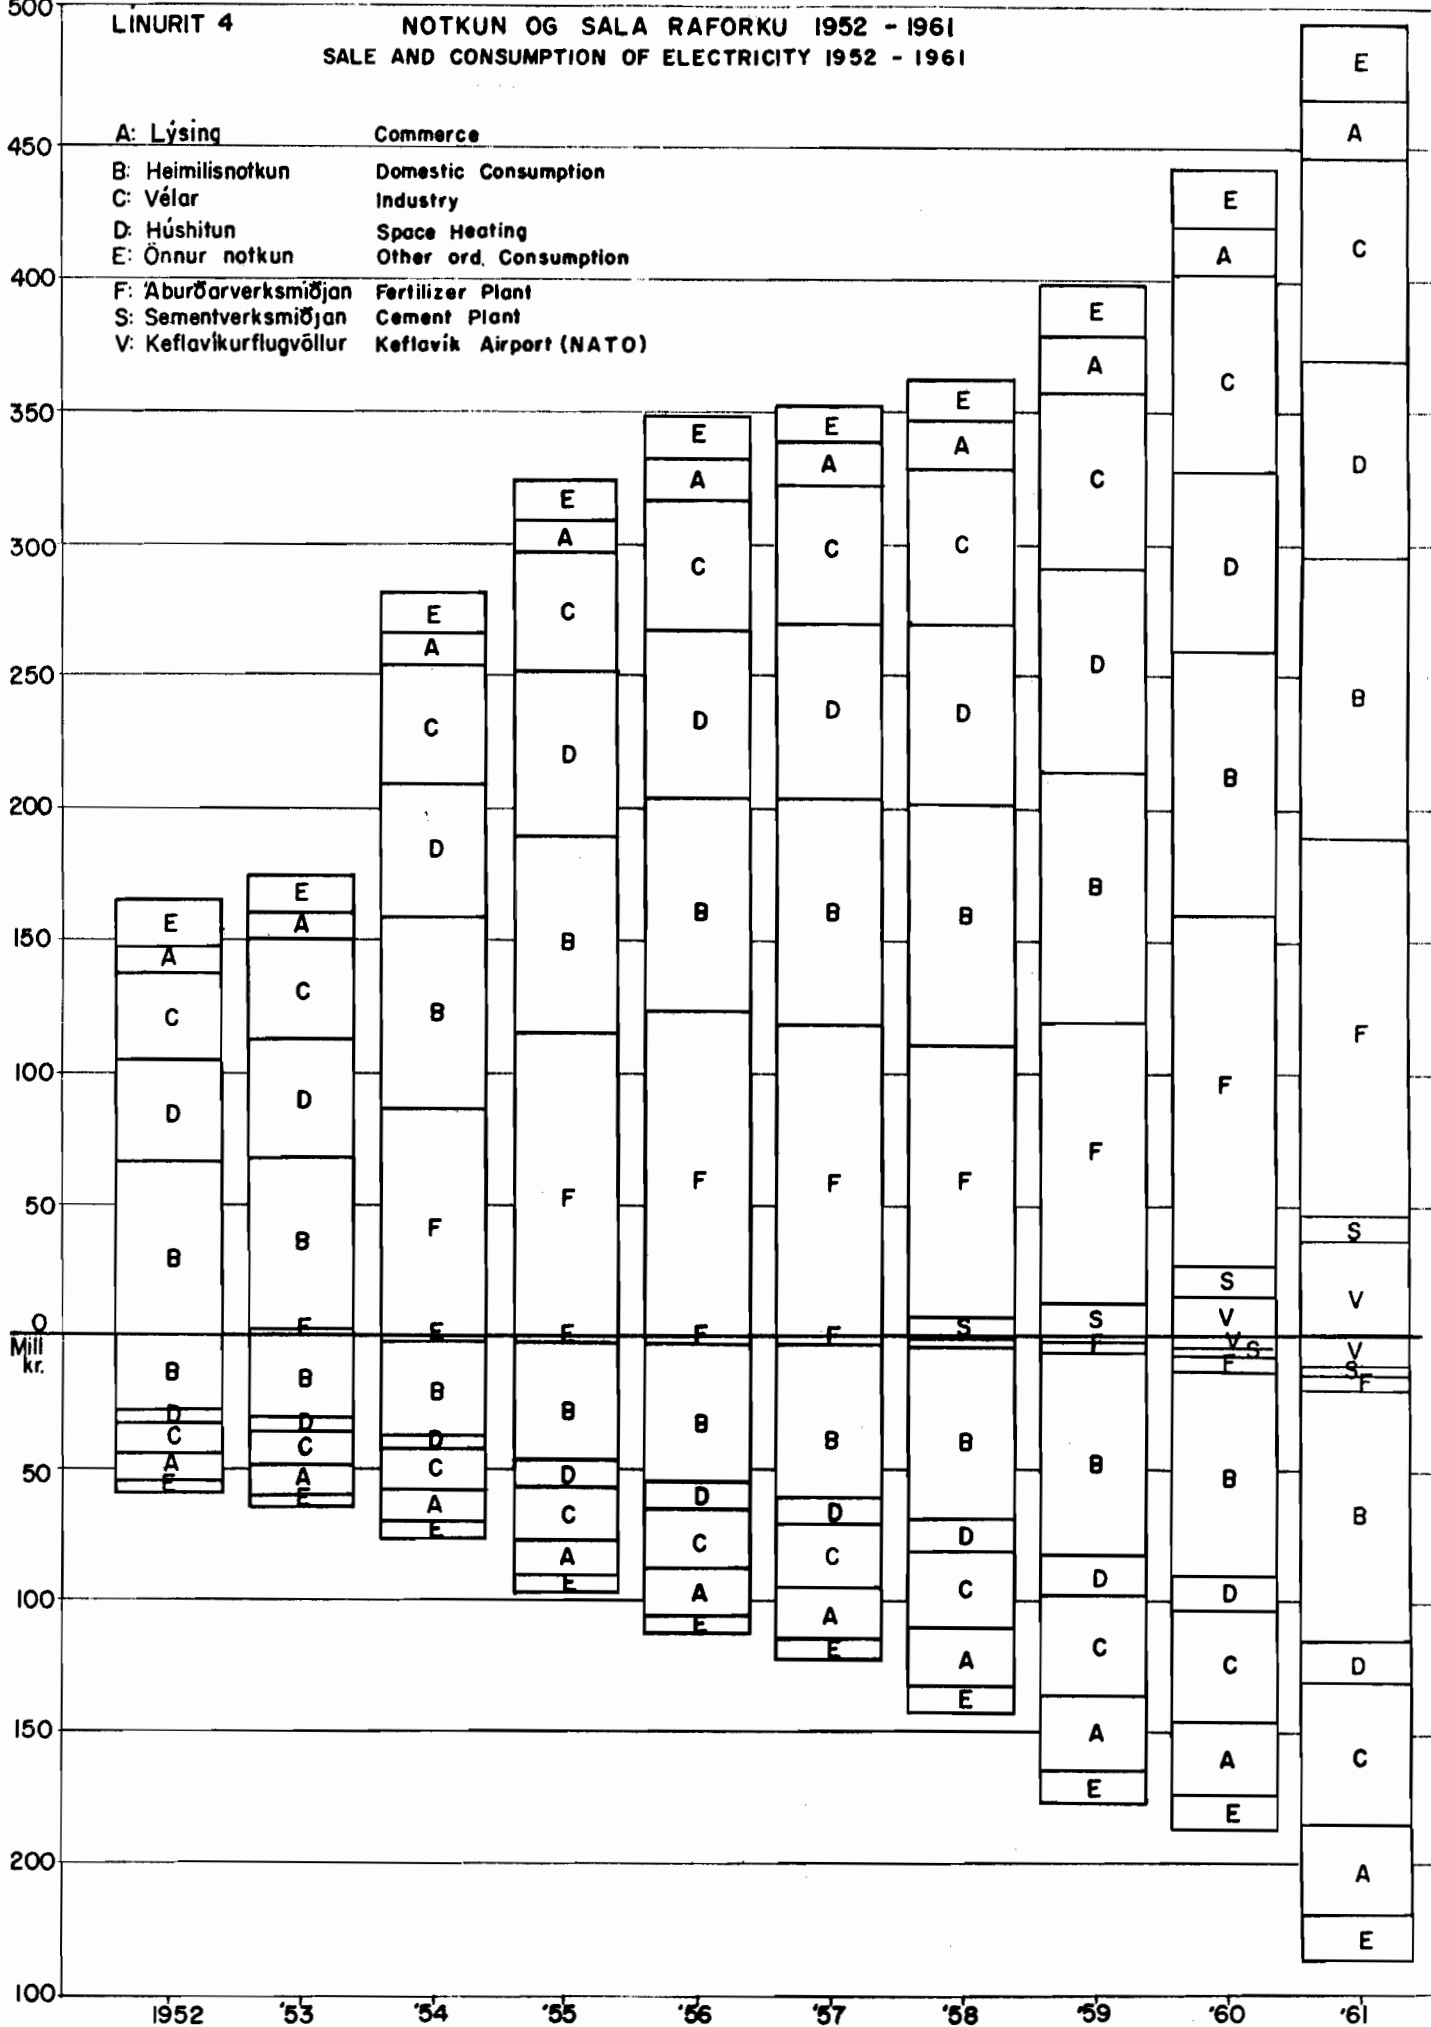 500
LÍNURIT 4
NOTKUN OG SALA RAFORKU 1952 - 1961
SALE AND CONSUMPTION OF ELECTRICITY 1952 - 1961
A: Lýsing Commerce
B: Heimilisnotkun Domestic Consumption
C: Vélar Industry
D: Húshitun Space Heating
E: Önnur notkun Other ord. Consumption
F: Áburðarverksmiðjan Fertilizer Plant
S: Sementverksmiðjan Cement Plant
V: Keflavíkurflugvöllur Keflavík Airport (NATO)
450
400
350
300
250
200
150
100
50
0
Mill
kr.
50
100
150
200
100
E
A
C
D
B
B
D
C
A
E
E
A
C
D
B
F
B
D
C
A
E
E
A
C
D
B
F
F
B
D
C
A
E
E
A
C
D
B
F
F
B
D
C
A
E
E
A
C
D
B
F
F
B
D
C
A
E
E
A
C
D
B
F
F
B
D
C
A
E
E
A
C
D
B
F
S
B
D
C
A
E
E
A
C
D
B
F
S
F
B
D
C
A
E
E
A
C
D
B
F
S
V
V
S
F
B
D
C
A
E
E
A
C
D
B
F
S
V
V
S
F
B
D
C
A
E
1952 '53 '54 '55 '56 '57 '58 '59 '60 '61